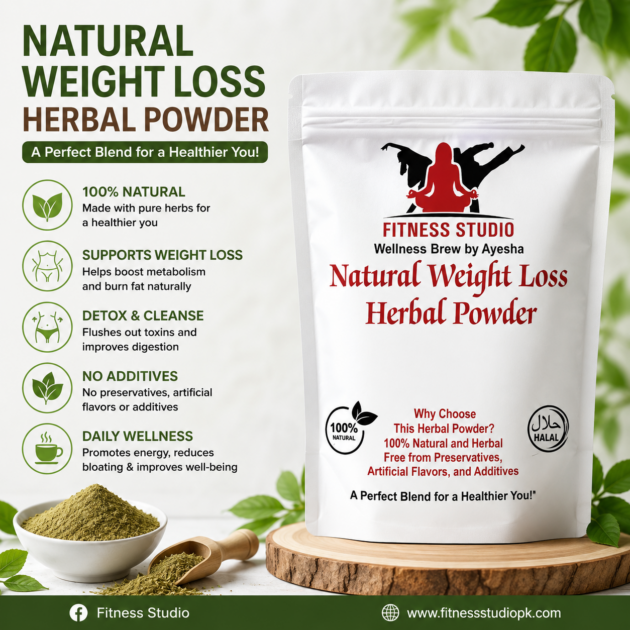 NATURAL
WEIGHT LOSS
HERBAL POWDER
A Perfect Blend for a Healthier You!
100% NATURAL
Made with pure herbs for
a healthier you
SUPPORTS WEIGHT LOSS
Helps boost metabolism
and burn fat naturally
DETOX & CLEANSE
Flushes out toxins and
improves digestion
NO ADDITIVES
No preservatives, artificial
flavors or additives
DAILY WELLNESS
Promotes energy, reduces
bloating & improves well-being
FITNESS STUDIO
Wellness Brew by Ayesha
Natural Weight Loss
Herbal Powder
100%
NATURAL
Why Choose
This Herbal Powder?
100% Natural and Herbal
Free from Preservatives,
Artificial Flavors, and Additives
حلال
HALAL
A Perfect Blend for a Healthier You!*
Fitness Studio
www.fitnessstudiopk.com